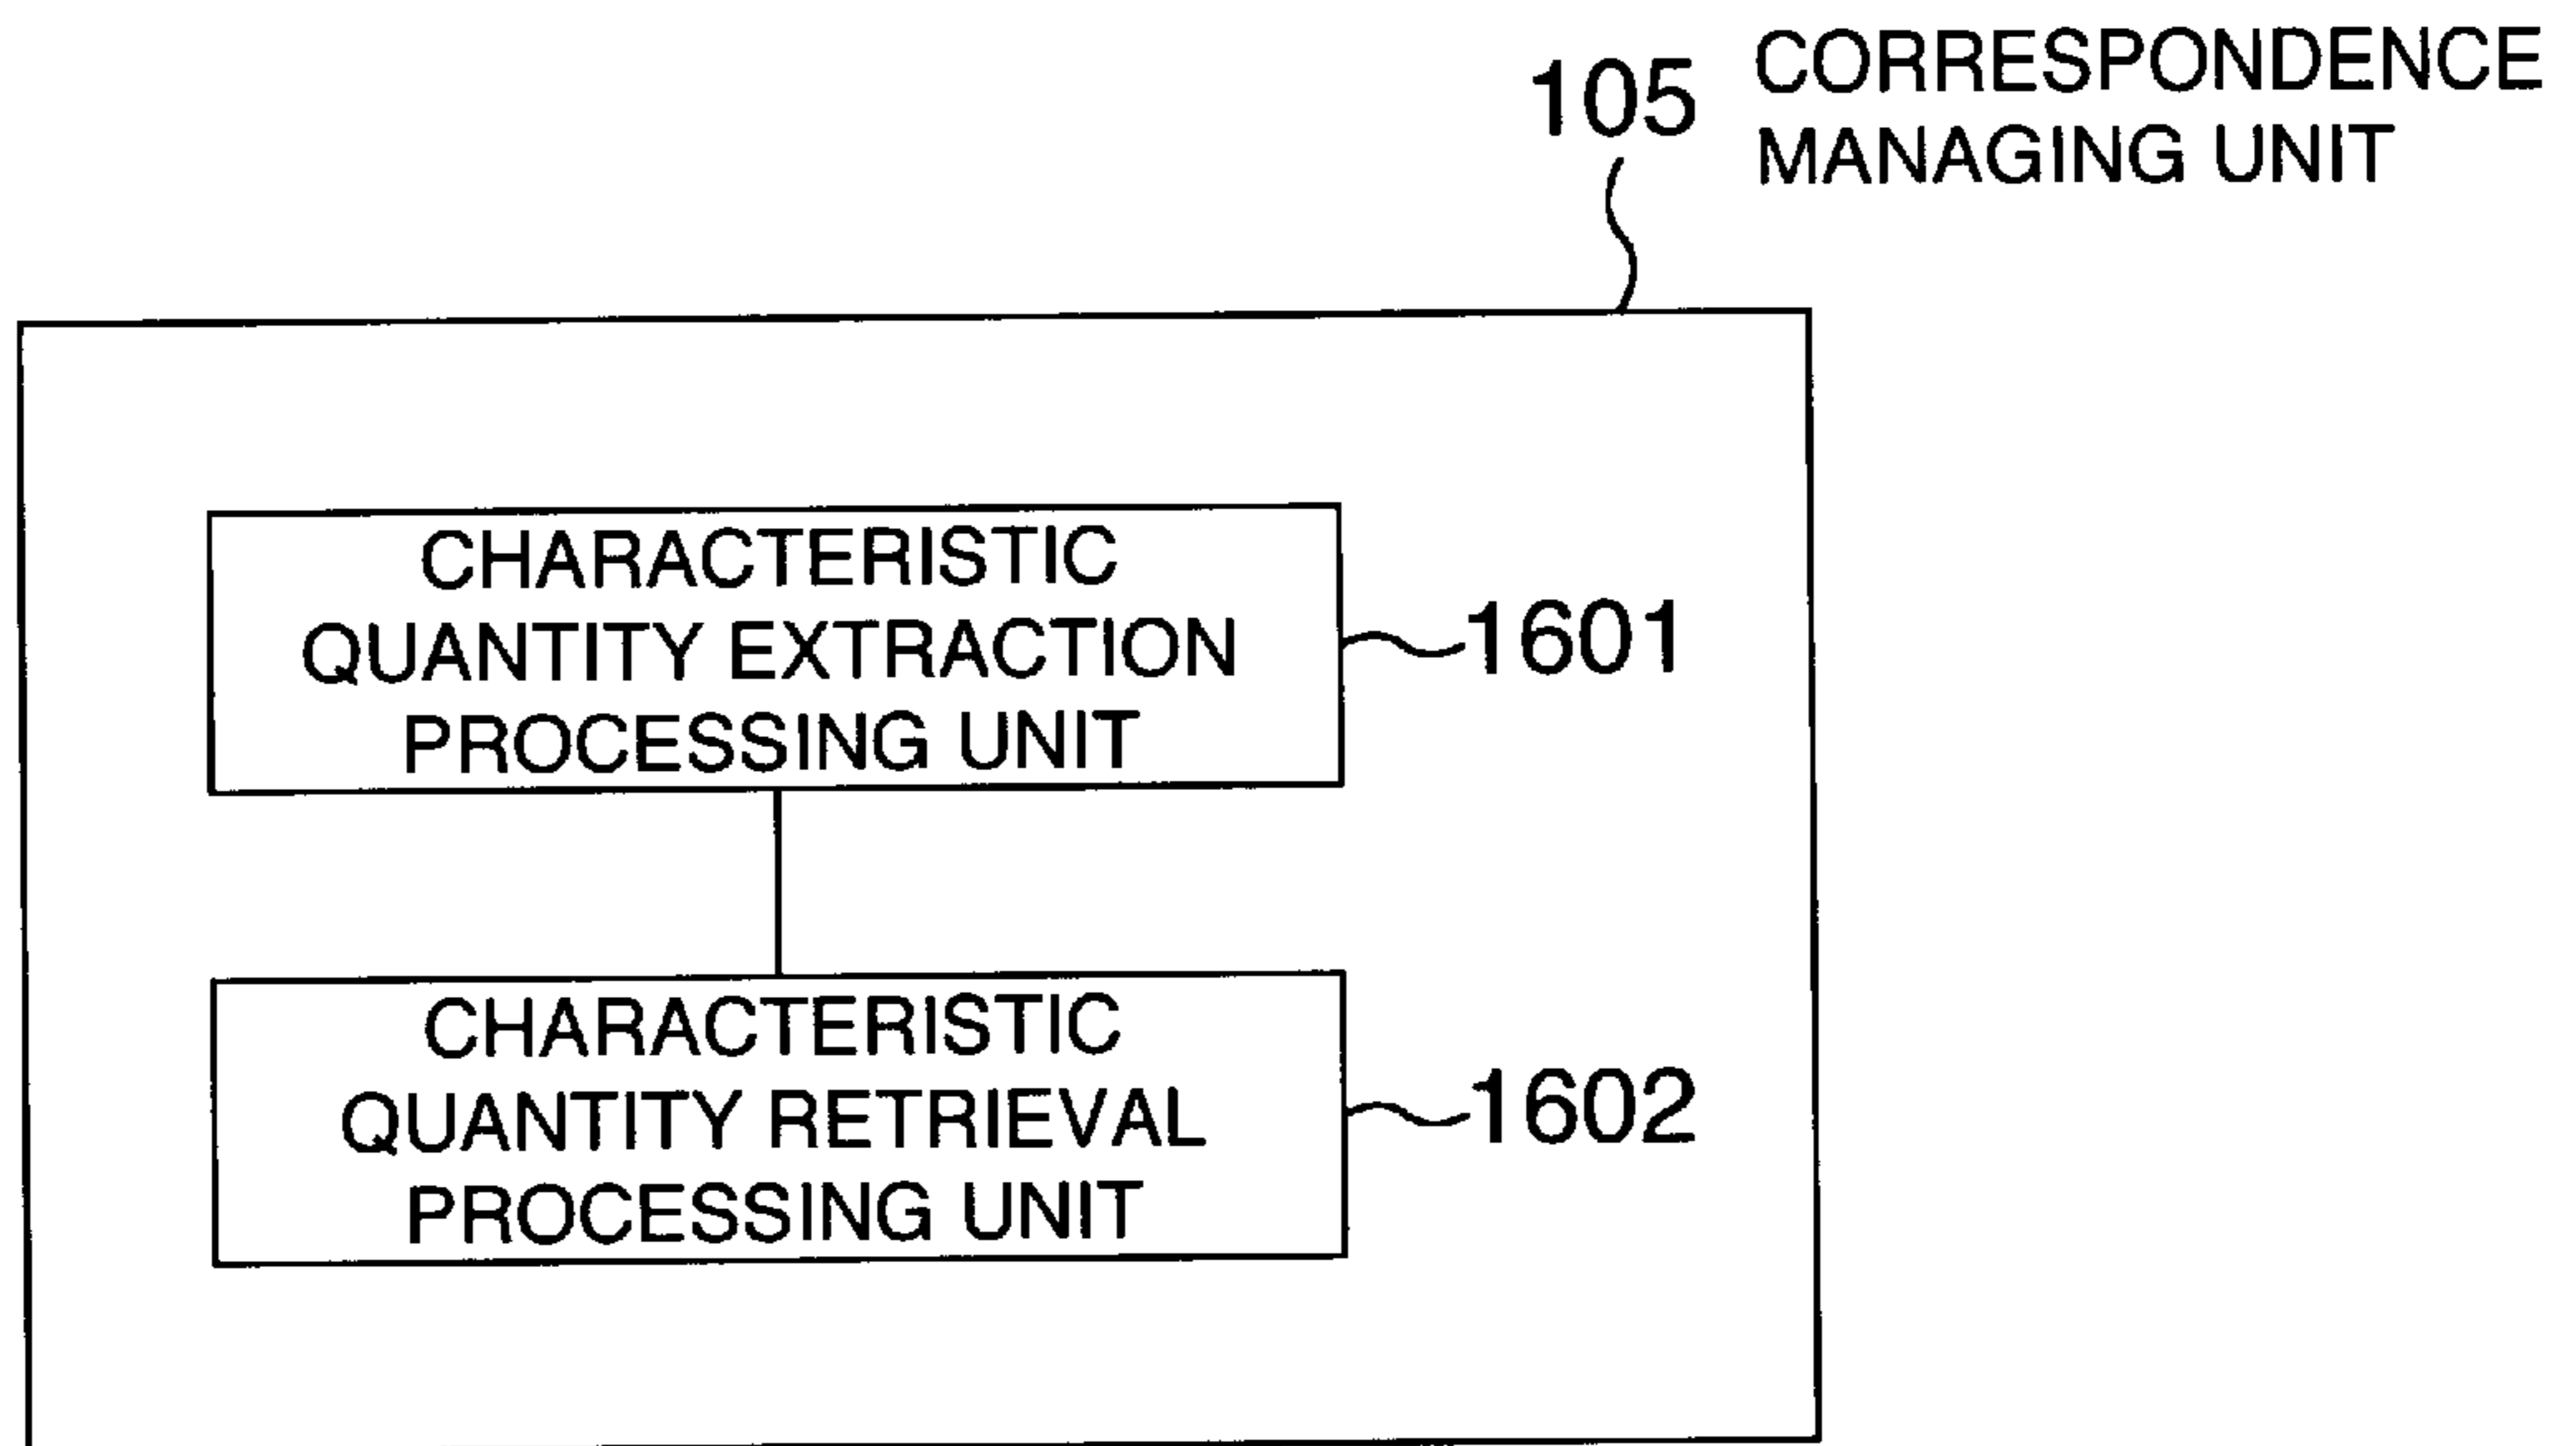 105 CORRESPONDENCE
MANAGING UNIT
CHARACTERISTIC
QUANTITY EXTRACTION
PROCESSING UNIT
1601
CHARACTERISTIC
QUANTITY RETRIEVAL
PROCESSING UNIT
1602